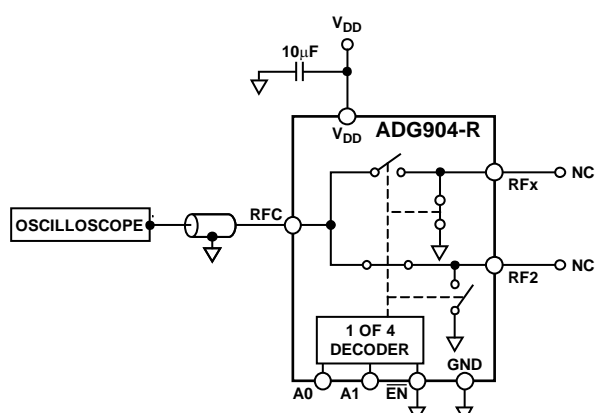 VDD
10μF
VDD
ADG904-R
RFx
NC
OSCILLOSCOPE
RFC
RF2
NC
1 OF 4
DECODER
GND
A0
A1
EN